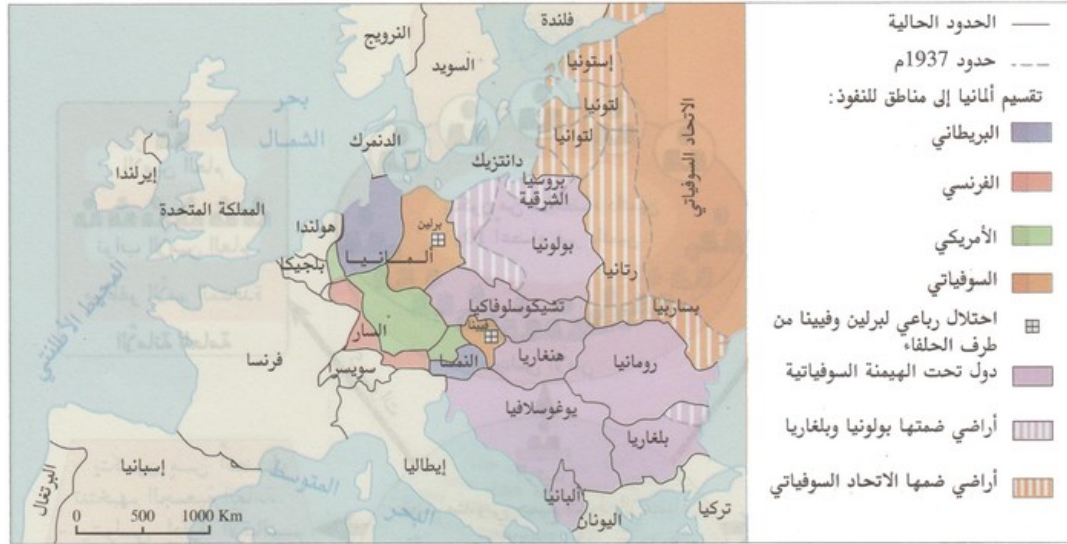 الحدود الحالية
حدود 1937م
تقسيم ألمانيا إلى مناطق للنفوذ:
البريطاني
الفرنسي
الأمريكي
السوفياتي
احتلال رباعي لبرلين وفيينا من
طرف الحلفاء
دول تحت الهيمنة السوفياتية
أراضي ضمتها بولونيا وبلغاريا
أراضي ضمها الاتحاد السوفياتي
فلندة
النرويج
السويد
إستونيا
لتونيا
لتوانيا
الاتحاد السوفياتي
بحر
الشمال
الدنمرك
دانتزيك
بروسيا
الشرقية
إيرلندا
المملكة المتحدة
هولندا
برلين
بولونيا
ألمانيا
بلجيكا
رتانيا
المحيط الأطلنتي
تشيكوسلوفاكيا
بساربيا
السار
فيينا
فرنسا
النمسا
هنغاريا
رومانيا
سويسرا
يوغوسلافيا
بلغاريا
إسبانيا
المتوسط
إيطاليا
ألبانيا
البرتغال
البحر
اليونان
تركيا
0 500 1000 Km